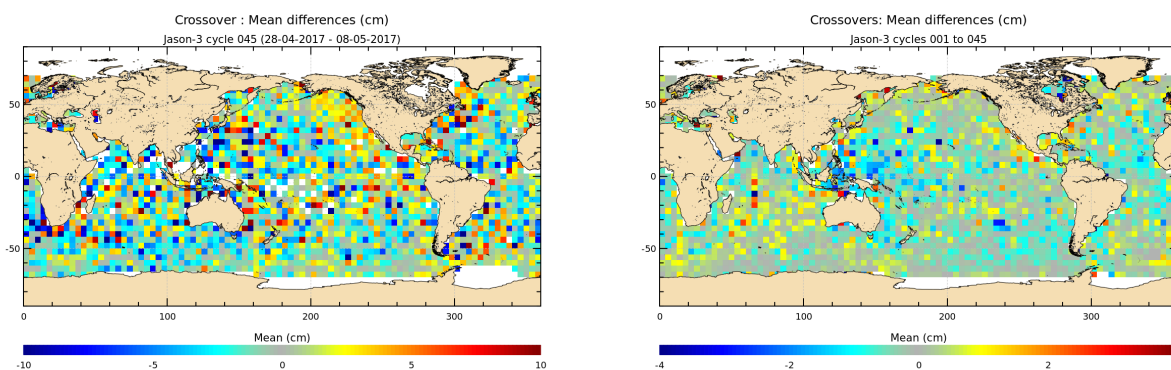 Crossover : Mean differences (cm)
Jason-3 cycle 045 (28-04-2017 - 08-05-2017)
50
0
-50
0 100 200 300
Mean (cm)
-10 -5 0 5 10
Crossovers: Mean differences (cm)
Jason-3 cycles 001 to 045
50
0
-50
0 100 200 300
Mean (cm)
-4 -2 0 2